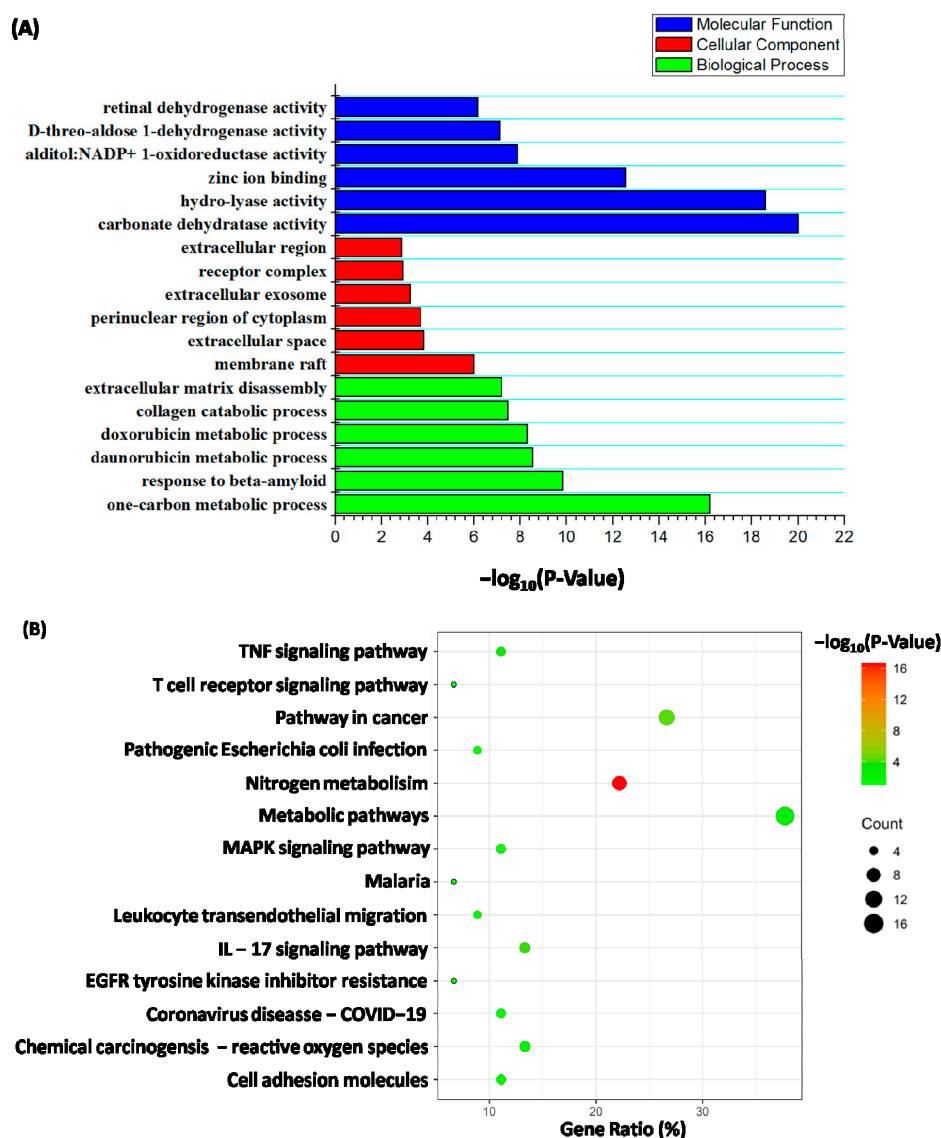 (A)
Molecular Function
Cellular Component
Biological Process
retinal dehydrogenase activity
D-threo-aldose 1-dehydrogenase activity
alditol:NADP+ 1-oxidoreductase activity
zinc ion binding
hydro-lyase activity
carbonate dehydratase activity
extracellular region
receptor complex
extracellular exosome
perinuclear region of cytoplasm
extracellular space
membrane raft
extracellular matrix disassembly
collagen catabolic process
doxorubicin metabolic process
daunorubicin metabolic process
response to beta-amyloid
one-carbon metabolic process
0 2 4 6 8 10 12 14 16 18 20 22
−log10(P-Value)
(B)
−log10(P-Value)
TNF signaling pathway
T cell receptor signaling pathway
Pathway in cancer
Pathogenic Escherichia coli infection
Nitrogen metabolisim
Metabolic pathways
MAPK signaling pathway
Malaria
Leukocyte transendothelial migration
IL – 17 signaling pathway
EGFR tyrosine kinase inhibitor resistance
Coronavirus diseasse – COVID–19
Chemical carcinogensis – reactive oxygen species
Cell adhesion molecules
16
12
8
4
Count
4
8
12
16
10 20 30
Gene Ratio (%)